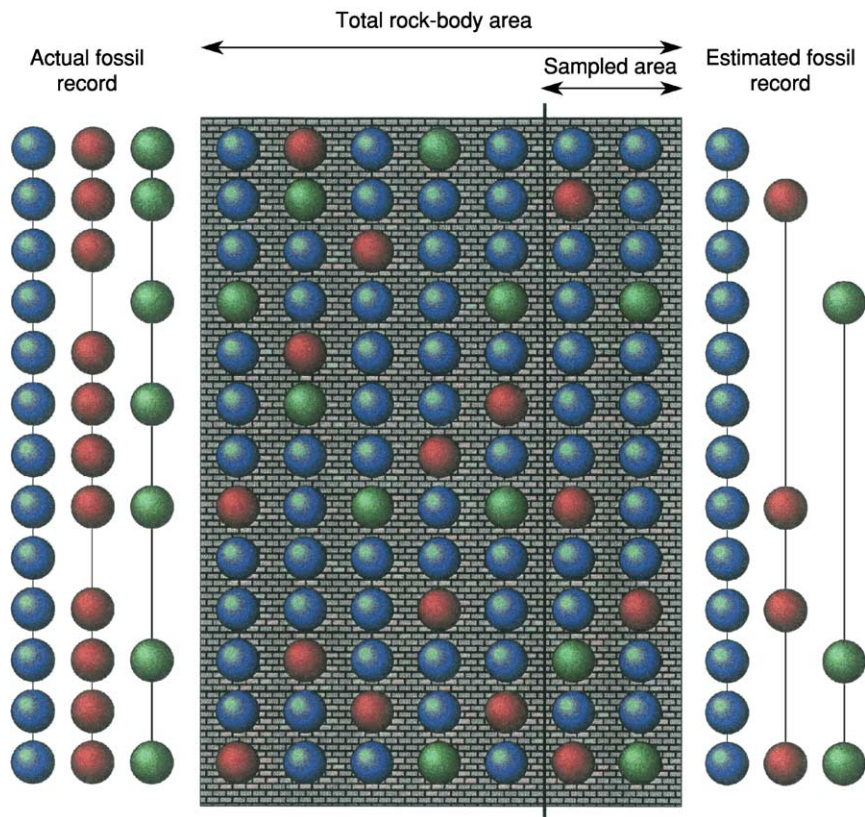 Total rock-body area
Actual fossil
record
Sampled area
Estimated fossil
record